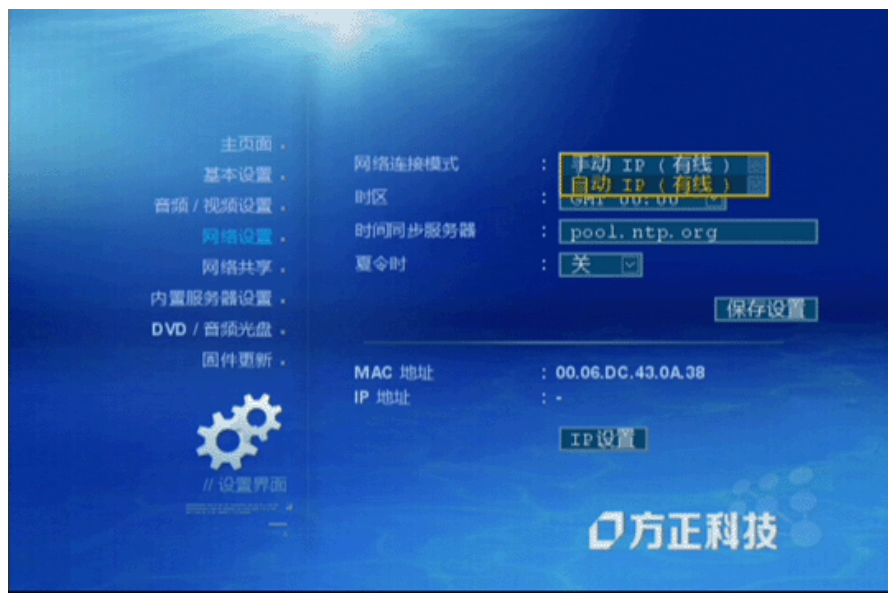 主页面
基本设置
音频 / 视频设置
网络设置
网络共享
内置服务器设置
DVD / 音频光盘
固件更新
// 设置界面
网络连接模式 : 手动 IP ( 有线 )
自动 IP ( 有线 )
时区 : GMT 00:00
时间同步服务器 : pool.ntp.org
夏令时 : 关
保存设置
MAC 地址 : 00.06.DC.43.0A.38
IP 地址 : -
IP设置
方正科技